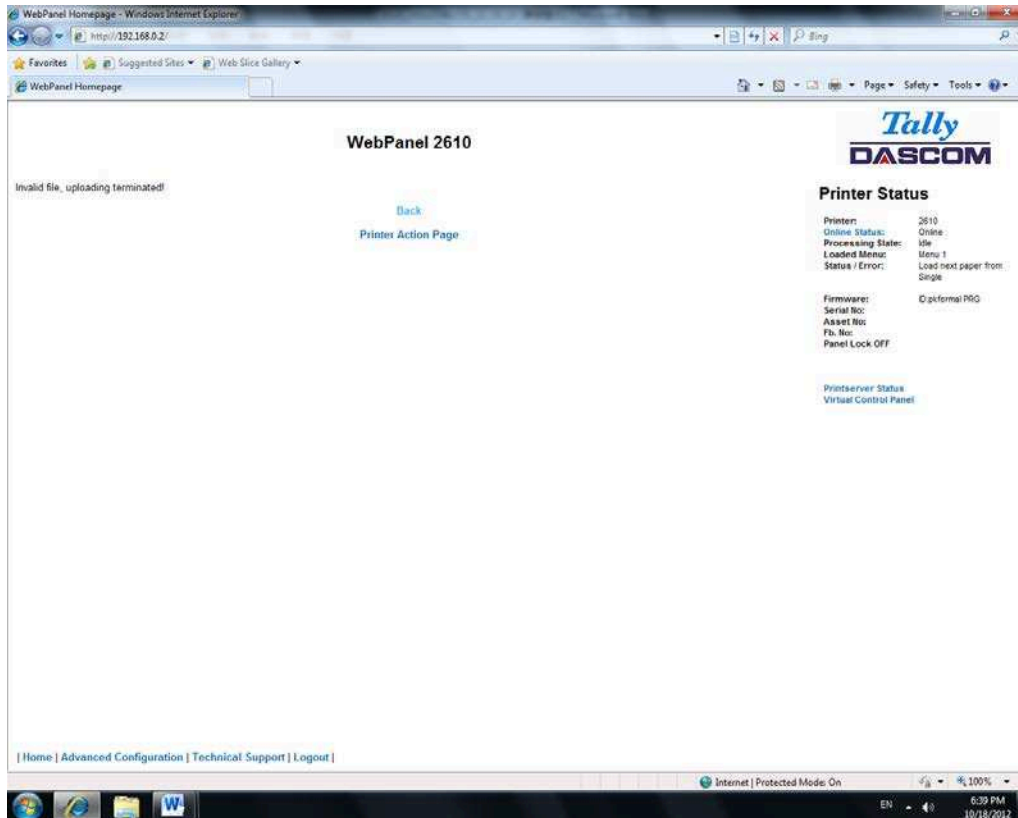 WebPanel Homepage - Windows Internet Explorer
http://192.168.0.2/
Bing
Favorites
Suggested Sites
Web Slice Gallery
WebPanel Homepage
Page
Safety
Tools
WebPanel 2610
Tally
DASCOM
Invalid file, uploading terminated!
Back
Printer Action Page
Printer Status
Printer: 2610
Online Status: Online
Processing State: Idle
Loaded Menu: Menu 1
Status / Error: Load next paper from
Single
Firmware:
Serial No:
Asset No:
Fb. No:
Panel Lock OFF
Printserver Status
Virtual Control Panel
| Home | Advanced Configuration | Technical Support | Logout |
Internet | Protected Mode: On
100%
EN
6:39 PM
10/18/2012